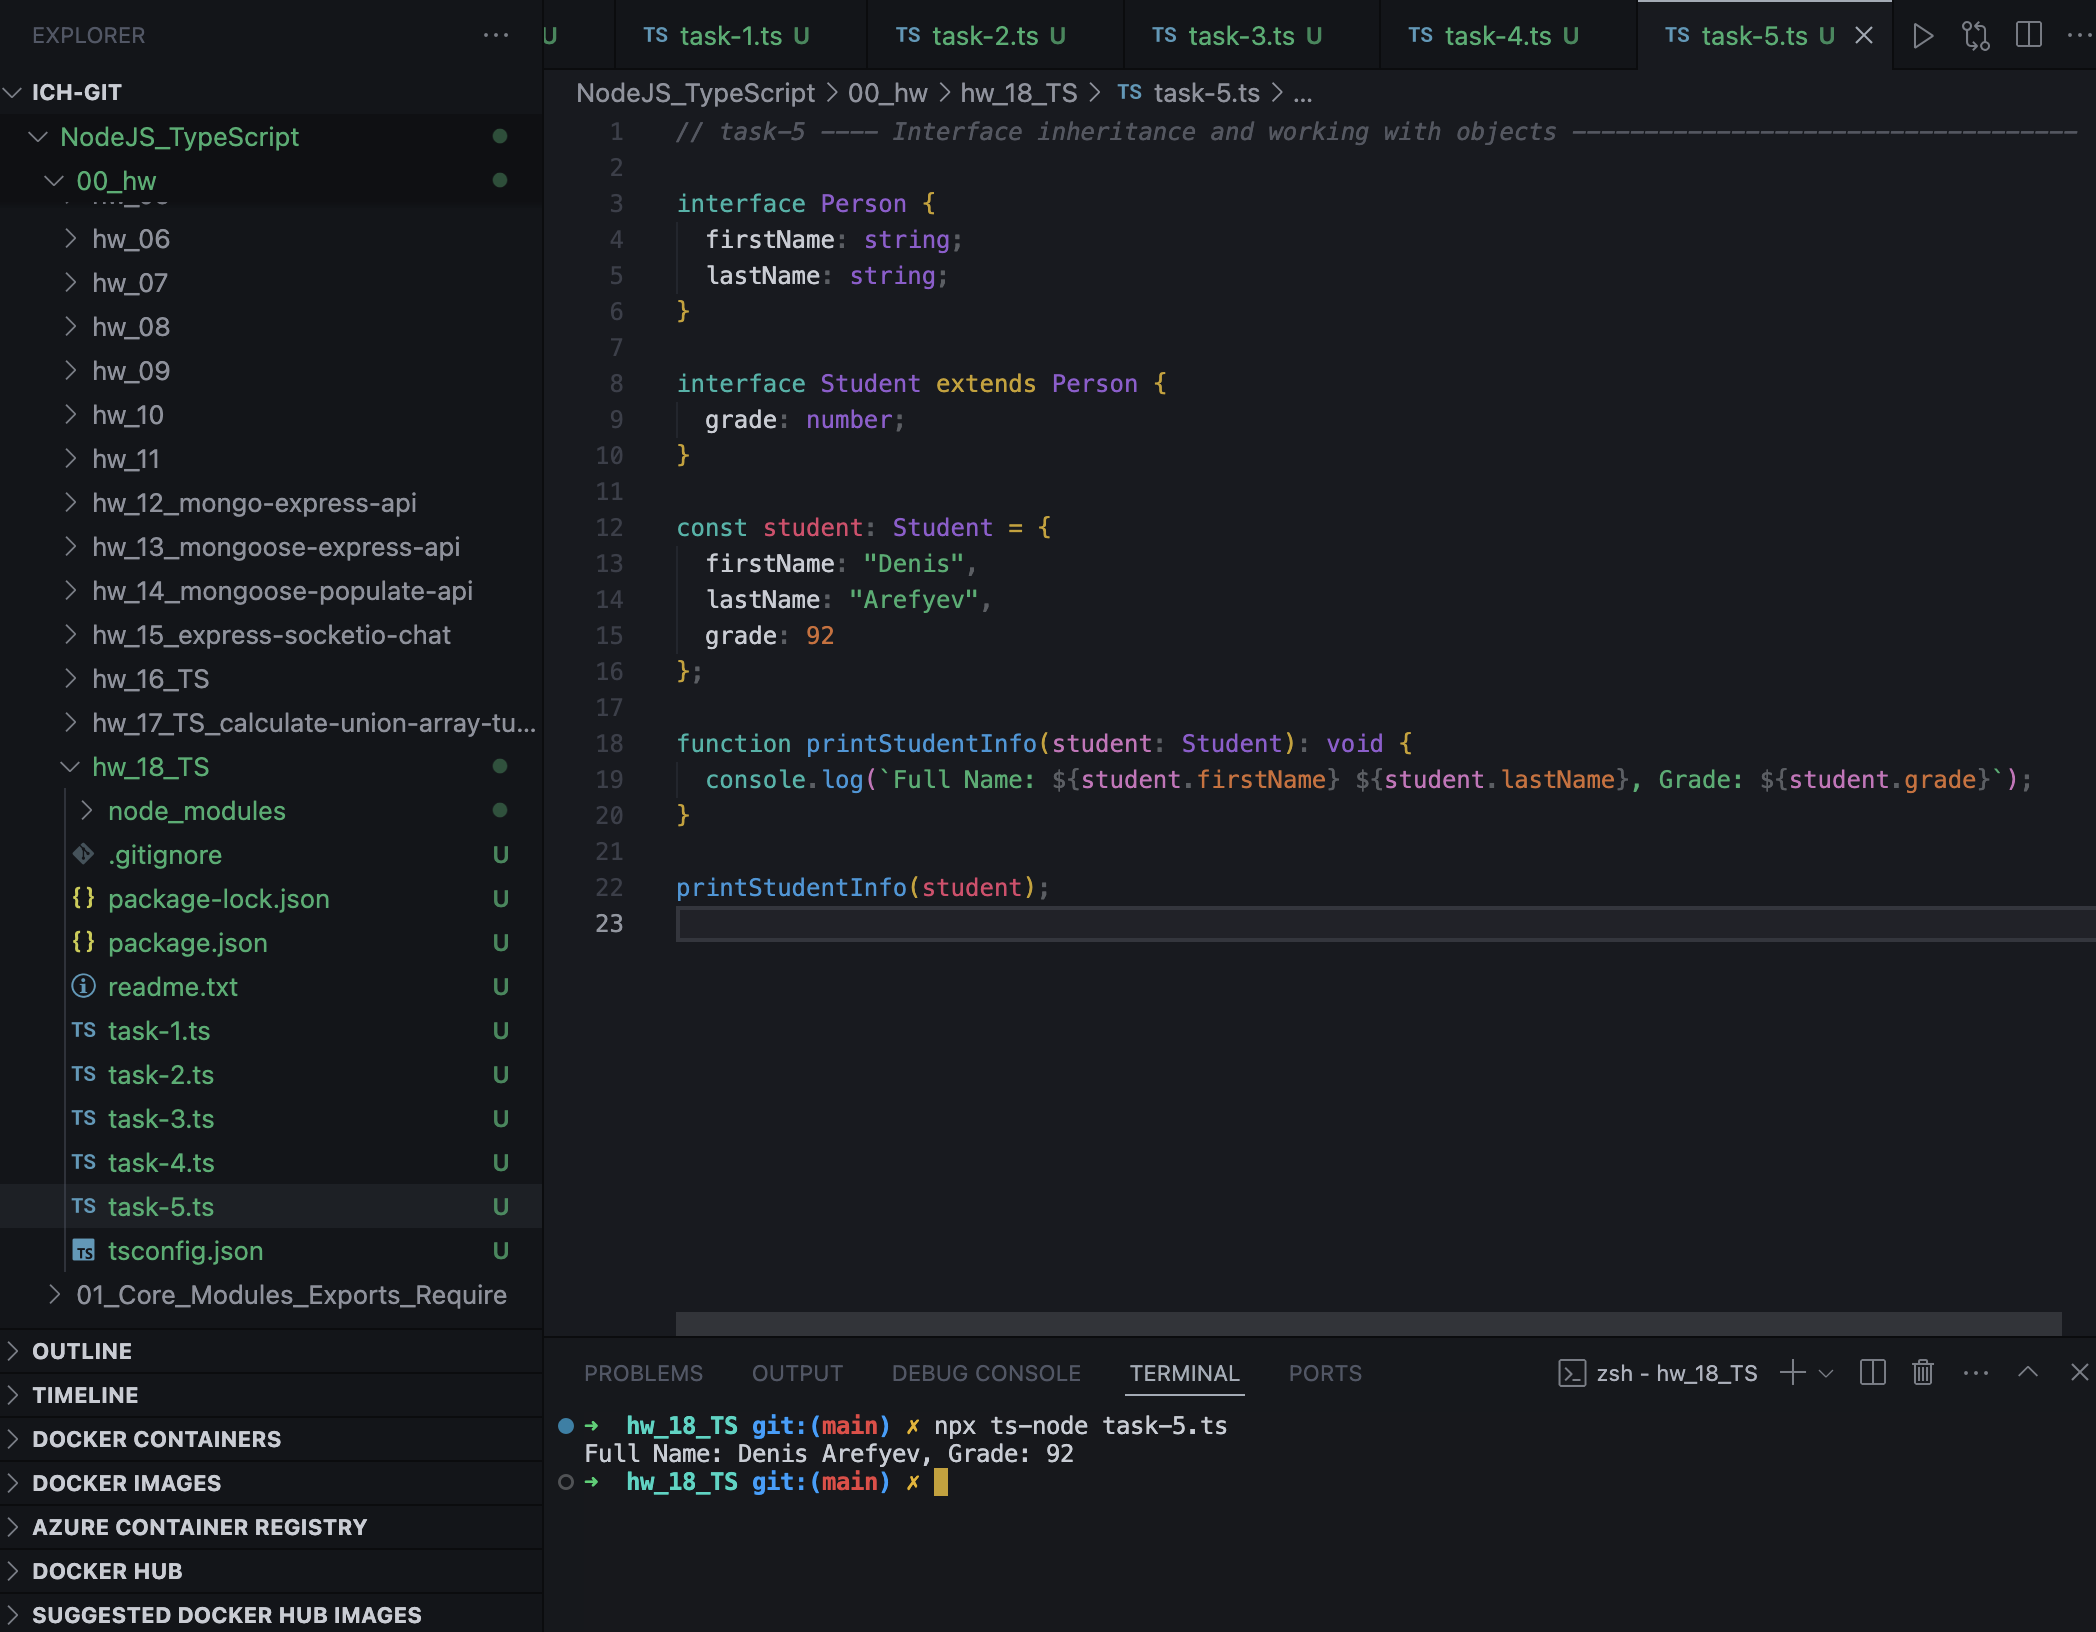 EXPLORER
ICH-GIT
NodeJS_TypeScript
00_hw
hw_06
hw_07
hw_08
hw_09
hw_10
hw_11
hw_12_mongo-express-api
hw_13_mongoose-express-api
hw_14_mongoose-populate-api
hw_15_express-socketio-chat
hw_16_TS
hw_17_TS_calculate-union-array-tu...
hw_18_TS
node_modules
.gitignore U
{} package-lock.json U
{} package.json U
readme.txt U
TS task-1.ts U
TS task-2.ts U
TS task-3.ts U
TS task-4.ts U
TS task-5.ts U
TS tsconfig.json U
01_Core_Modules_Exports_Require
OUTLINE
TIMELINE
DOCKER CONTAINERS
DOCKER IMAGES
AZURE CONTAINER REGISTRY
DOCKER HUB
SUGGESTED DOCKER HUB IMAGES
U TS task-1.ts U TS task-2.ts U TS task-3.ts U TS task-4.ts U TS task-5.ts U
NodeJS_TypeScript > 00_hw > hw_18_TS > TS task-5.ts > ...
1 // task-5 ---- Interface inheritance and working with objects -----------------------------------
2
3 interface Person {
4 firstName: string;
5 lastName: string;
6 }
7
8 interface Student extends Person {
9 grade: number;
10 }
11
12 const student: Student = {
13 firstName: "Denis",
14 lastName: "Arefyev",
15 grade: 92
16 };
17
18 function printStudentInfo(student: Student): void {
19 console.log(`Full Name: ${student.firstName} ${student.lastName}, Grade: ${student.grade}`);
20 }
21
22 printStudentInfo(student);
23
PROBLEMS OUTPUT DEBUG CONSOLE TERMINAL PORTS zsh - hw_18_TS
➜ hw_18_TS git:(main) ✗ npx ts-node task-5.ts
Full Name: Denis Arefyev, Grade: 92
➜ hw_18_TS git:(main) ✗